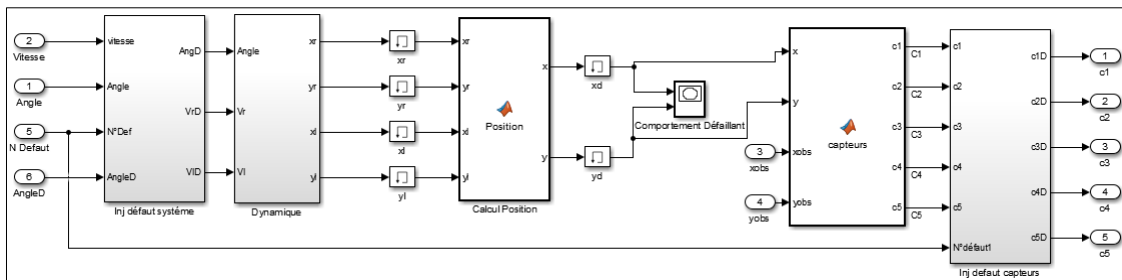 2
Vitesse
1
Angle
5
N Defaut
6
AngleD
vitesse
Angle
N°Def
AngleD
AngD
VrD
VlD
Inj défaut système
Angle
Vr
Vl
xr
yr
xl
yl
Dynamique
xr
yr
xl
yl
xr
yr
xl
yl
Position
x
y
Calcul Position
xd
yd
Comportement Défaillant
3
xobs
4
yobs
x
y
xobs
yobs
capteurs
c1
c2
c3
c4
c5
C1
C2
C3
C4
C5
c1
c2
c3
c4
c5
N°défaut1
c1D
c2D
c3D
c4D
c5D
Inj defaut capteurs
1
c1
2
c2
3
c3
4
c4
5
c5